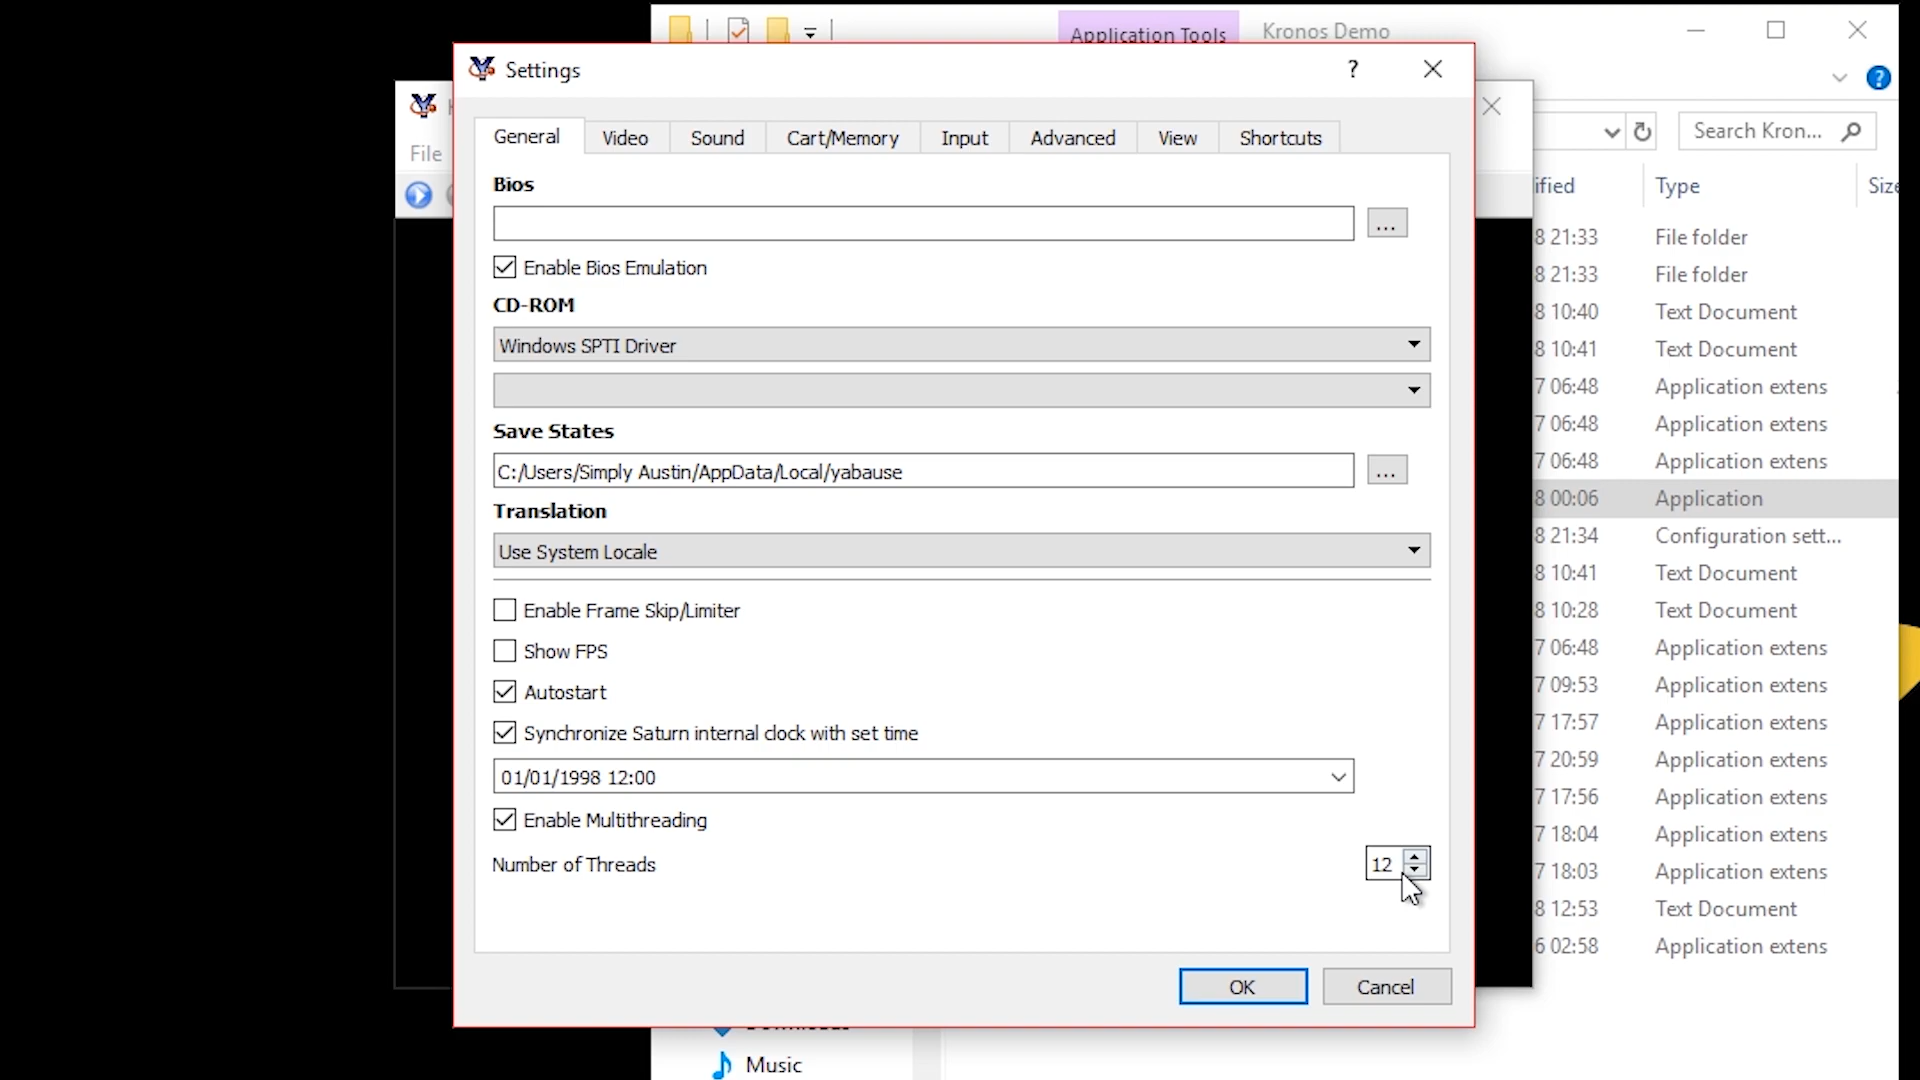 Application Tools
Kronos Demo
Settings
?
File
General
Video
Sound
Cart/Memory
Input
Advanced
View
Shortcuts
Search Kron...
ified
Type
Bios
...
Enable Bios Emulation
CD-ROM
Windows SPTI Driver
Save States
C:/Users/Simply Austin/AppData/Local/yabause
...
Translation
Use System Locale
Enable Frame Skip/Limiter
Show FPS
Autostart
Synchronize Saturn internal clock with set time
01/01/1998 12:00
Enable Multithreading
Number of Threads
12
OK
Cancel
8 21:33 File folder
8 21:33 File folder
8 10:40 Text Document
8 10:41 Text Document
7 06:48 Application extens
7 06:48 Application extens
7 06:48 Application extens
8 00:06 Application
8 21:34 Configuration sett...
8 10:41 Text Document
8 10:28 Text Document
7 06:48 Application extens
7 09:53 Application extens
7 17:57 Application extens
7 20:59 Application extens
7 17:56 Application extens
7 18:04 Application extens
7 18:03 Application extens
8 12:53 Text Document
6 02:58 Application extens
Music